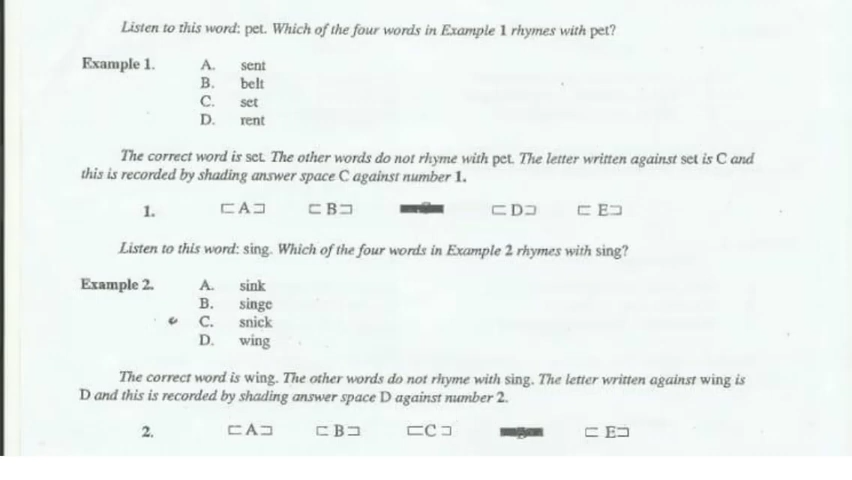 Listen to this word: pet. Which of the four words in Example 1 rhymes with pet?
Example 1. A. sent
B. belt
C. set
D. rent
The correct word is set. The other words do not rhyme with pet. The letter written against set is C and
this is recorded by shading answer space C against number 1.
1. ⊏A⊐ ⊏B⊐ ⊏D⊐ ⊏E⊐
Listen to this word: sing. Which of the four words in Example 2 rhymes with sing?
Example 2. A. sink
B. singe
C. snick
D. wing
The correct word is wing. The other words do not rhyme with sing. The letter written against wing is
D and this is recorded by shading answer space D against number 2.
2. ⊏A⊐ ⊏B⊐ ⊏C⊐ ⊏E⊐